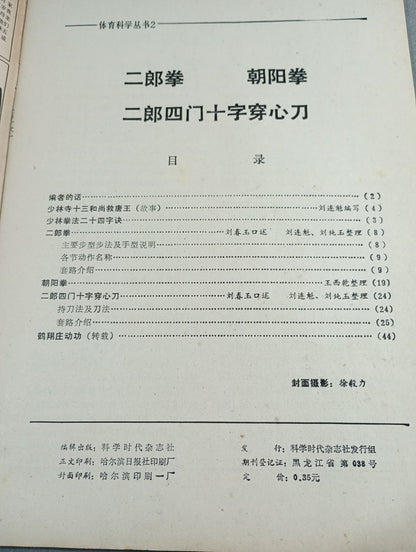 体育科学丛书2
二郎拳 朝阳拳
二郎四门十字穿心刀
目 录
编者的话……(2)
少林寺十三和尚救唐王(故事)……刘连魁编写(4)
少林拳法二十四字诀……(3)
二郎拳……刘春玉口述 刘连魁、刘纯玉整理(8)
主要步型步法及手型说明……(8)
各节动作名称……(9)
套路介绍……(9)
朝阳拳……王西乾整理(19)
二郎四门十字穿心刀……刘春玉口述 刘连魁、刘纯玉整理(24)
持刀法及刀法……(24)
套路介绍……(25)
鹤翔庄动功(转载)……(44)
封面摄影:徐毅力
编辑出版:科学时代杂志社
正文印刷:哈尔滨日报社印刷厂
封面印刷:哈尔滨印刷一厂
发 行:科学时代杂志社发行组
期刊登记证:黑龙江省第038号
定 价:0.35元